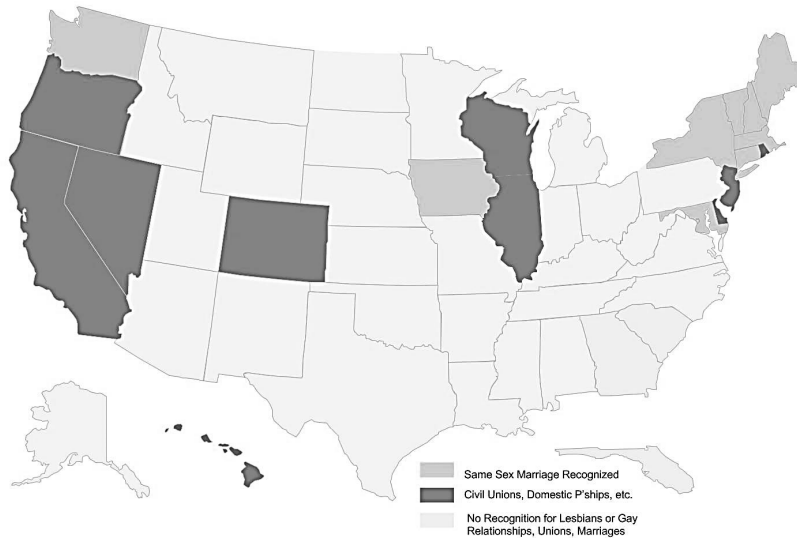 Same Sex Marriage Recognized
Civil Unions, Domestic P'ships, etc.
No Recognition for Lesbians or Gay
Relationships, Unions, Marriages